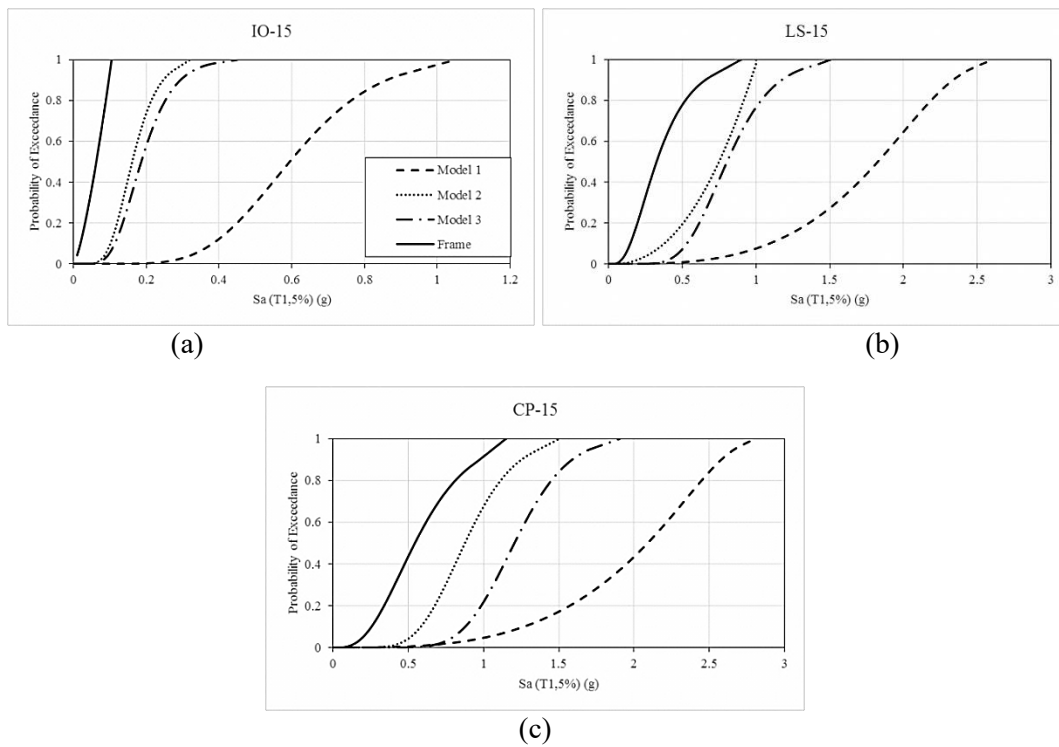 IO-15
Probability of Exceedance
1
0.8
0.6
0.4
0.2
0
0 0.2 0.4 0.6 0.8 1 1.2
Sa (T1,5%) (g)
Model 1
Model 2
Model 3
Frame
(a)
LS-15
Probability of Exceedance
1
0.8
0.6
0.4
0.2
0
0 0.5 1 1.5 2 2.5 3
Sa (T1,5%) (g)
(b)
CP-15
Probability of Exceedance
1
0.8
0.6
0.4
0.2
0
0 0.5 1 1.5 2 2.5 3
Sa (T1,5%) (g)
(c)